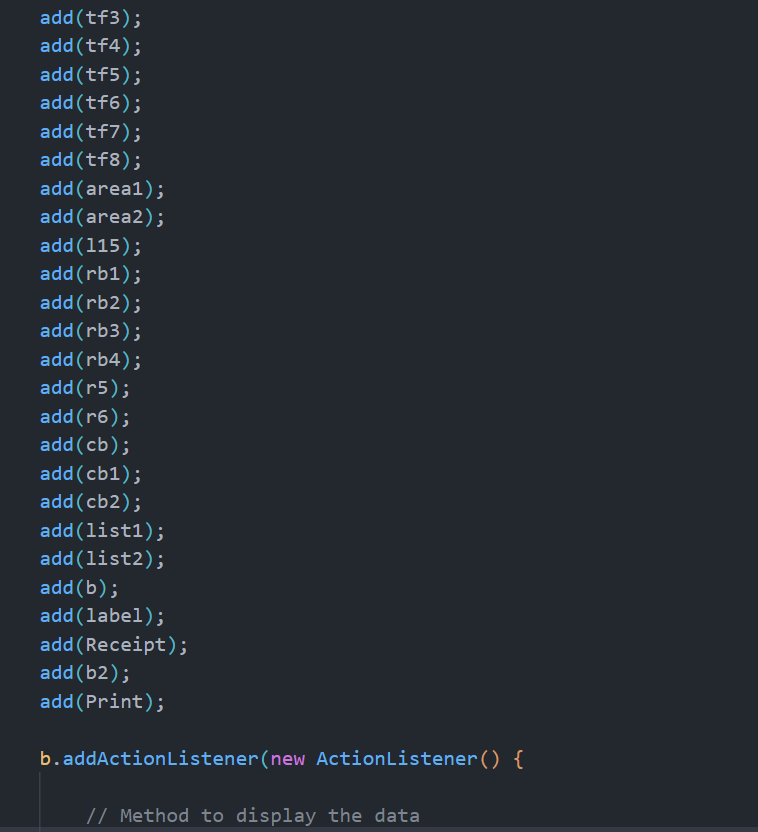 add(tf3);
add(tf4);
add(tf5);
add(tf6);
add(tf7);
add(tf8);
add(area1);
add(area2);
add(l15);
add(rb1);
add(rb2);
add(rb3);
add(rb4);
add(r5);
add(r6);
add(cb);
add(cb1);
add(cb2);
add(list1);
add(list2);
add(b);
add(label);
add(Receipt);
add(b2);
add(Print);
b.addActionListener(new ActionListener() {
// Method to display the data